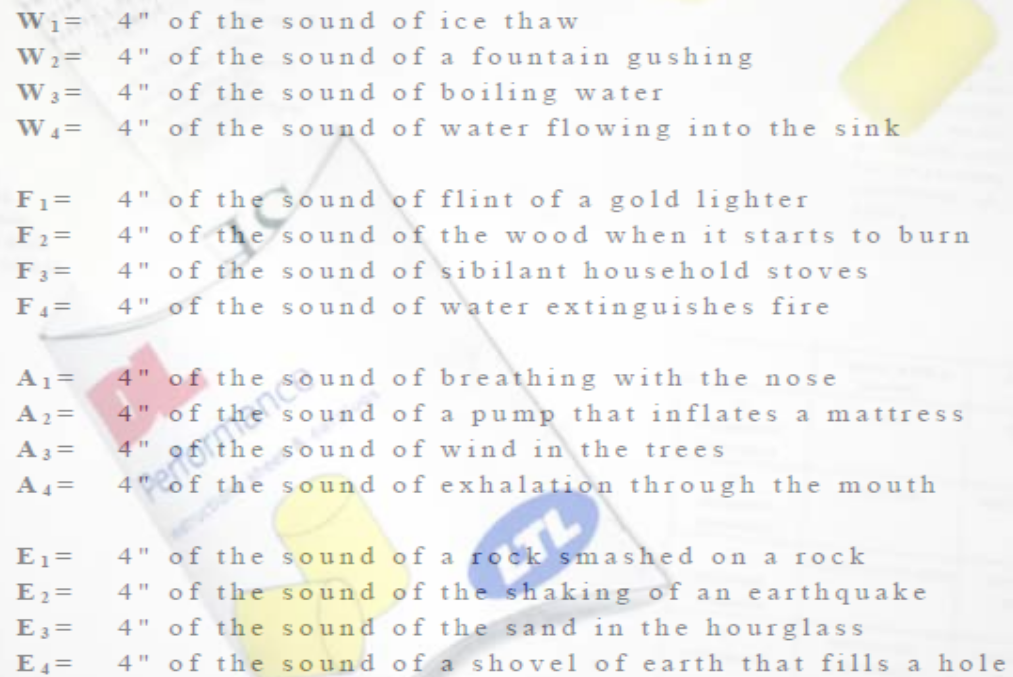 W₁= 4" of the sound of ice thaw
W₂= 4" of the sound of a fountain gushing
W₃= 4" of the sound of boiling water
W₄= 4" of the sound of water flowing into the sink
F₁= 4" of the sound of flint of a gold lighter
F₂= 4" of the sound of the wood when it starts to burn
F₃= 4" of the sound of sibilant household stoves
F₄= 4" of the sound of water extinguishes fire
A₁= 4" of the sound of breathing with the nose
A₂= 4" of the sound of a pump that inflates a mattress
A₃= 4" of the sound of wind in the trees
A₄= 4" of the sound of exhalation through the mouth
E₁= 4" of the sound of a rock smashed on a rock
E₂= 4" of the sound of the shaking of an earthquake
E₃= 4" of the sound of the sand in the hourglass
E₄= 4" of the sound of a shovel of earth that fills a hole
Performance
LTL